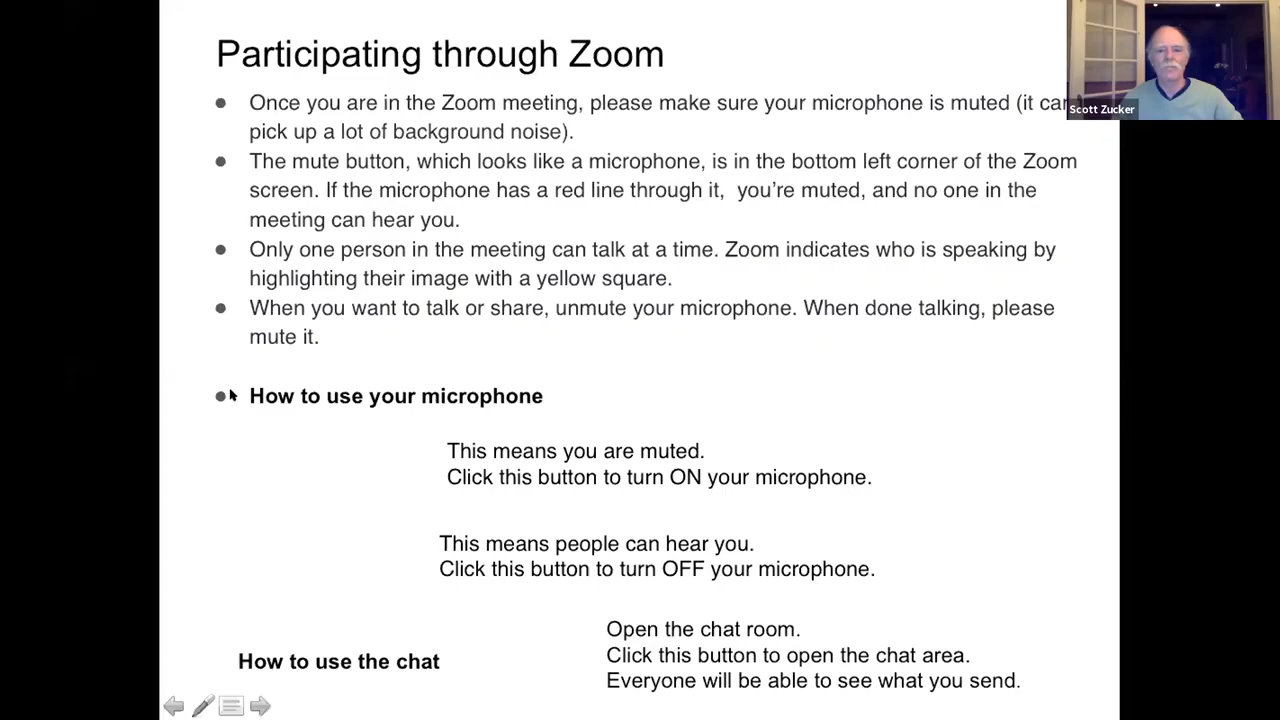 Participating through Zoom
Once you are in the Zoom meeting, please make sure your microphone is muted (it can
Scott Zucker
pick up a lot of background noise).
The mute button, which looks like a microphone, is in the bottom left corner of the Zoom
screen. If the microphone has a red line through it,  you’re muted, and no one in the
meeting can hear you.
Only one person in the meeting can talk at a time. Zoom indicates who is speaking by
highlighting their image with a yellow square.
When you want to talk or share, unmute your microphone. When done talking, please
mute it.
How to use your microphone
This means you are muted.
Click this button to turn ON your microphone.
This means people can hear you.
Click this button to turn OFF your microphone.
How to use the chat
Open the chat room.
Click this button to open the chat area.
Everyone will be able to see what you send.